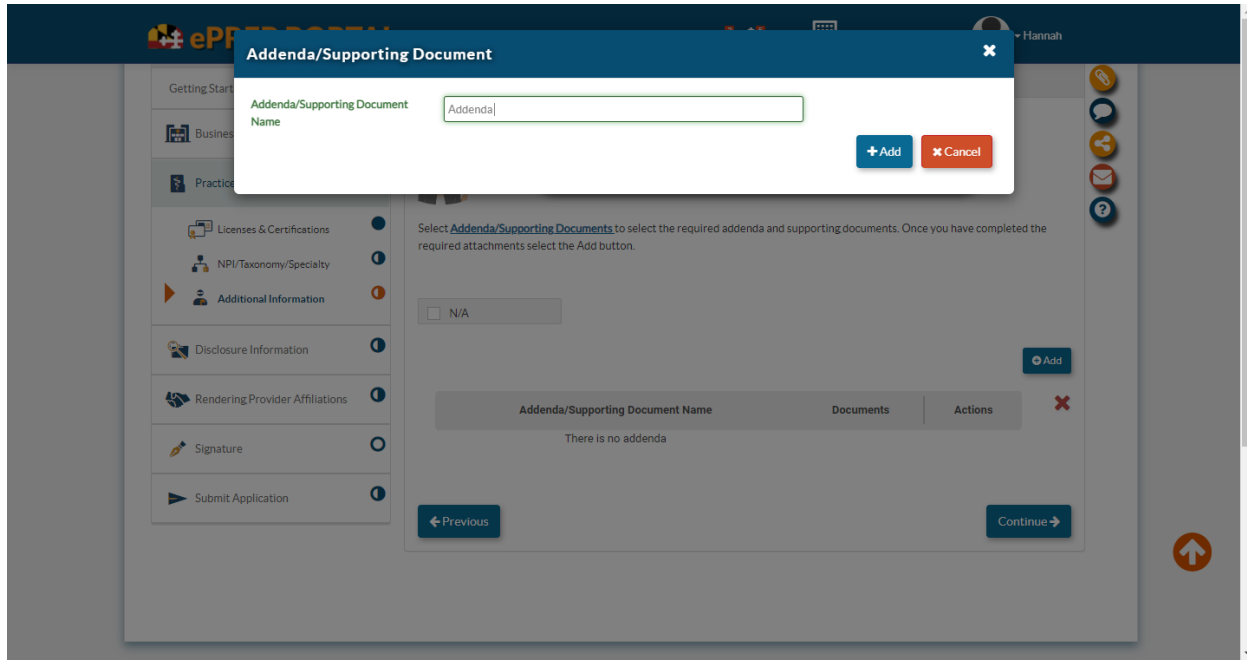 ePREP PORTAL
Hannah
Addenda/Supporting Document
Addenda/Supporting Document
Name
Addenda
Add
Cancel
Getting Start
Busines
Practice
Licenses & Certifications
NPI/Taxonomy/Specialty
Additional Information
Disclosure Information
Rendering Provider Affiliations
Signature
Submit Application
Select Addenda/Supporting Documents to select the required addenda and supporting documents. Once you have completed the
required attachments select the Add button.
N/A
Add
Addenda/Supporting Document Name Documents Actions
There is no addenda
Previous
Continue